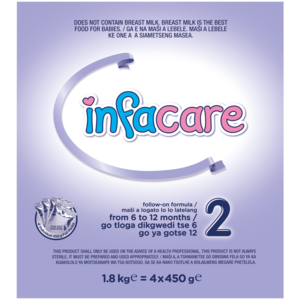 DOES NOT CONTAIN BREAST MILK, BREAST MILK IS THE BEST
FOOD FOR BABIES. / GA E NA MAŠI A LEBELE. MAŠI A LEBELE
KE ONE A A SIAMETSENG MASEA.
infacare
follow-on formula /
maši a logato lo lo latelang
from 6 to 12 months /
go tloga dikgwedi tse 6
go ya gotse 12
2
THIS PRODUCT SHALL ONLY BE USED ON THE ADVICE OF A HEALTH PROFESSIONAL. THIS PRODUCT IS NOT ALWAYS
STERILE. IT MUST BE PREPARED AND USED APPROPRIATELY. / MAŠI A
1.8 kg℮ = 4x450 g℮